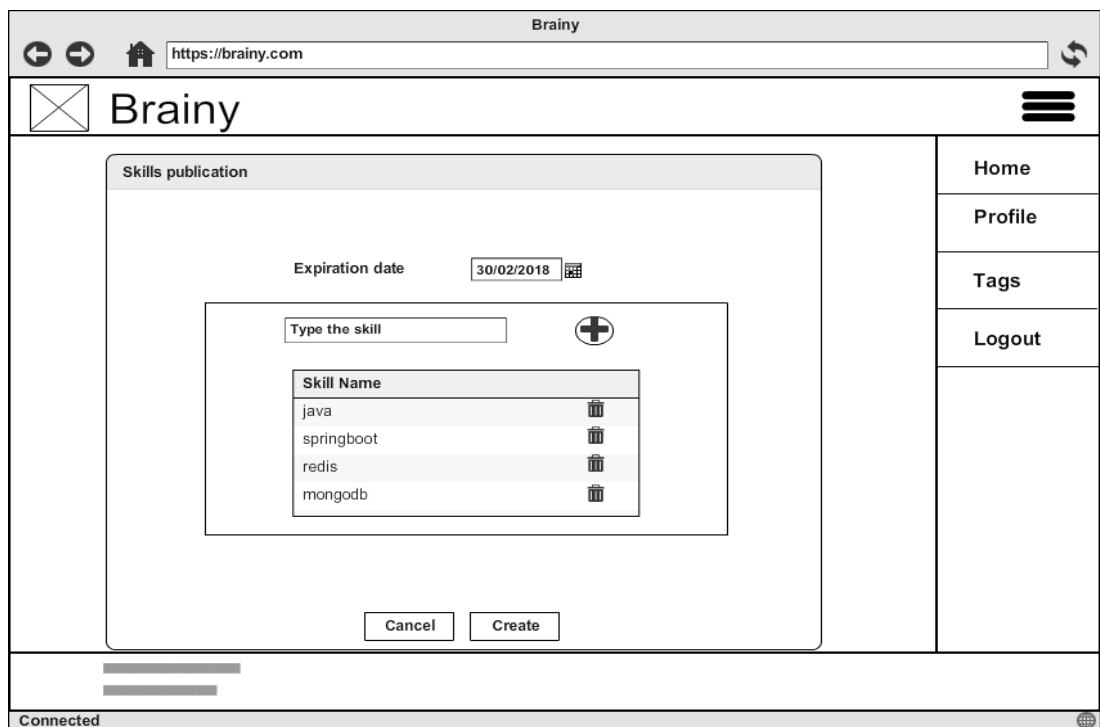 Brainy
https://brainy.com
Brainy
Skills publication
Expiration date 30/02/2018
Type the skill
Skill Name
java
springboot
redis
mongodb
Cancel Create
Home
Profile
Tags
Logout
Connected